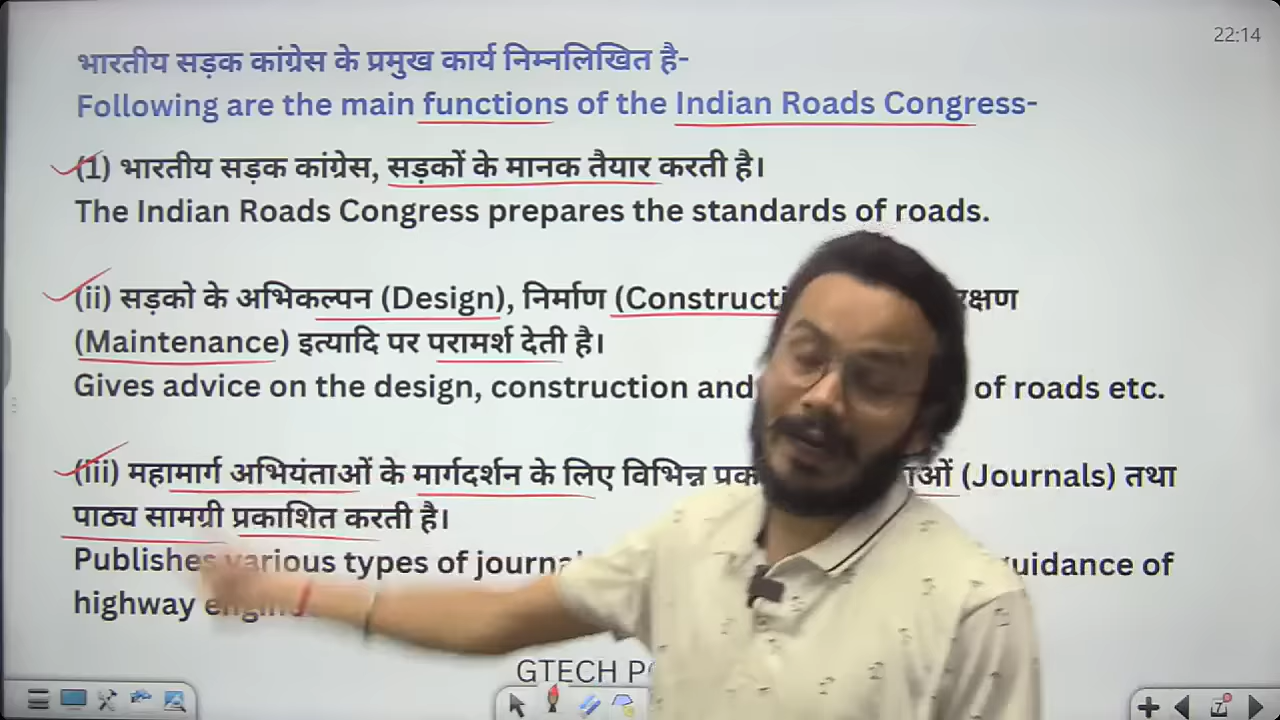 22:14
भारतीय सड़क कांग्रेस के प्रमुख कार्य निम्नलिखित है-
Following are the main functions of the Indian Roads Congress-
(1) भारतीय सड़क कांग्रेस, सड़कों के मानक तैयार करती है।
The Indian Roads Congress prepares the standards of roads.
(ii) सड़को के अभिकल्पन (Design), निर्माण
(Maintenance) इत्यादि पर परामर्श देती है।
Gives advice on the design, construction and of roads etc.
(iii) महामार्ग अभियंताओं के मार्गदर्शन के लिए विभिन्न (Journals) तथा
पाठ्य सामग्री प्रकाशित करती है।
Publishes various types of of
highway
GTECH